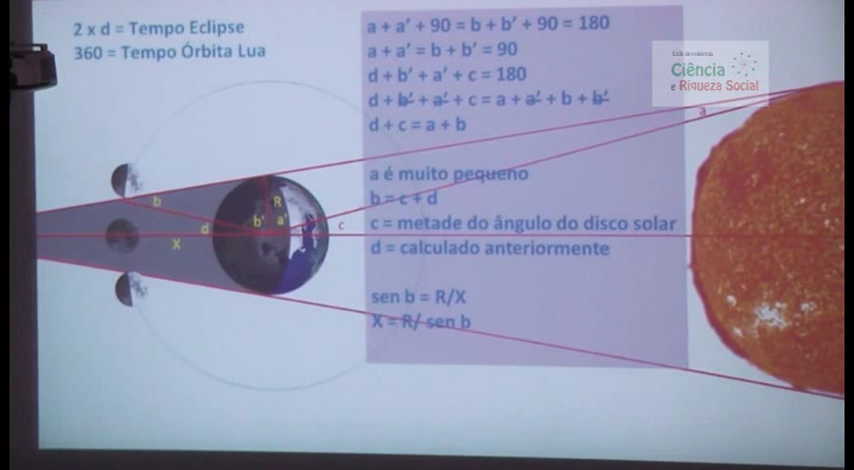 2 x d = Tempo Eclipse
360 = Tempo Órbita Lua
a + a' + 90 = b + b' + 90 = 180
a + a' = b + b' = 90
d + b' + a' + c = 180
d + b' + a' + c = a + a' + b + b'
d + c = a + b
a é muito pequeno
b = c + d
c = metade do ângulo do disco solar
d = calculado anteriormente
sen b = R/X
X = R/ sen b
Ciência
e Riqueza Social
a
b
R
b' a'
d
c
X